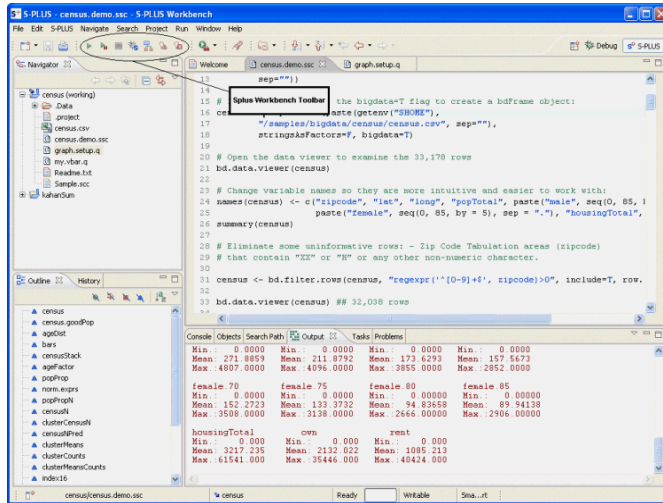 S-PLUS - census.demo.ssc - S-PLUS Workbench
File Edit S-PLUS Navigate Search Project Run Window Help
Debug S-PLUS
Navigator
census (working)
.Data
.project
census.csv
census.demo.ssc
graph.setup.q
my.vbar.q
Readme.txt
Sample.scc
kahanSum
Outline History
census
census.goodPop
ageDist
bars
censusStack
ageFactor
popProp
norm.exprs
popPropN
censusN
clusterCensusN
censusNPred
clusterMeans
clusterCounts
clusterMeansCounts
index16
Welcome census.demo.ssc graph.setup.q
Splus Workbench Toolbar
13 sep=""))
14
15 # the bigdata=T flag to create a bdFrame object:
16 ce aste(getenv("SHOME"),
17 "/samples/bigdata/census/census.csv", sep=""),
18 stringsAsFactors=F, bigdata=T)
19
20 # Open the data viewer to examine the 33,178 rows
21 bd.data.viewer(census)
22
23 # Change variable names so they are more intuitive and easier to work with:
24 names(census) <- c("zipcode", "lat", "long", "popTotal", paste("male", seq(0, 85,
25 paste("female", seq(0, 85, by = 5), sep = "."), "housingTotal",
26 summary(census)
27
28 # Eliminate some uninformative rows: - Zip Code Tabulation areas (zipcode)
29 # that contain "XX" or "H" or any other non-numeric character.
30
31 census <- bd.filter.rows(census, "regexpr('^[0-9]+$', zipcode)>0", include=T, row.
32
33 bd.data.viewer(census) ## 32,038 rows
Console Objects Search Path Output Tasks Problems
Min.: 0.0000 Min.: 0.0000 Min.: 0.0000 Min.: 0.0000
Mean: 271.8859 Mean: 211.8792 Mean: 173.6293 Mean: 157.5673
Max.:4807.0000 Max.:4096.0000 Max.:3855.0000 Max.:2852.0000
female.70 female.75 female.80 female.85
Min.: 0.0000 Min.: 0.0000 Min.: 0.00000 Min.: 0.00000
Mean: 152.2723 Mean: 133.3732 Mean: 94.83658 Mean: 89.94138
Max.:3508.0000 Max.:3138.0000 Max.:2666.00000 Max.:2906.00000
housingTotal own rent
Min.: 0.000 Min.: 0.000 Min.: 0.000
Mean: 3217.235 Mean: 2132.022 Mean: 1085.213
Max.:61541.000 Max.:35446.000 Max.:40424.000
census/census.demo.ssc census Ready Writable Sma...rt